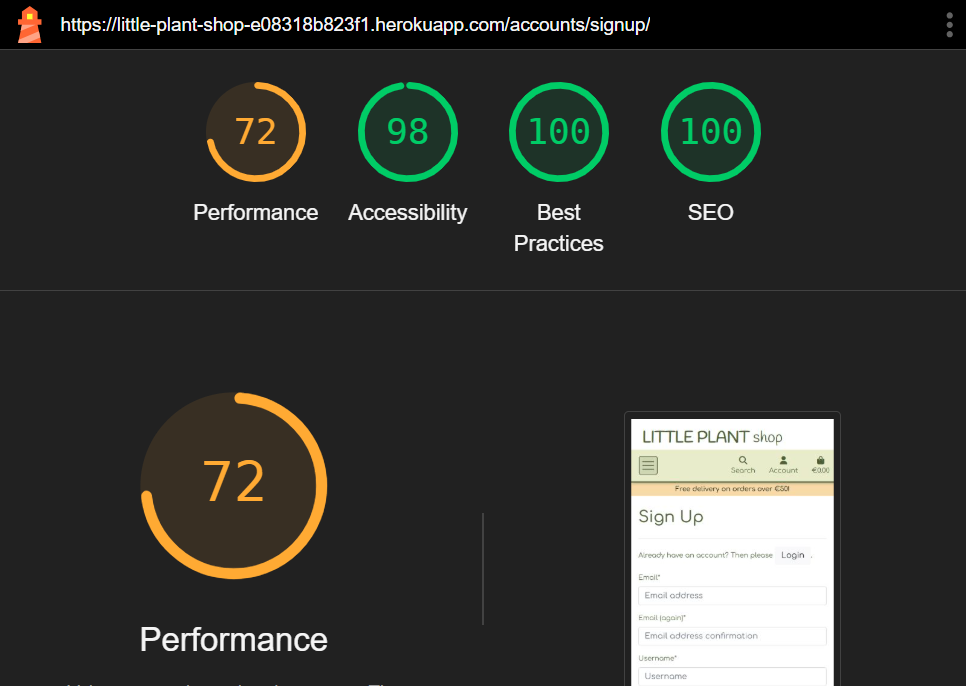 https://little-plant-shop-e08318b823f1.herokuapp.com/accounts/signup/
72
98
100
100
Performance
Accessibility
Best
Practices
SEO
72
Performance
LITTLE PLANT shop
Search
Account
€0.00
Free delivery on orders over €50!
Sign Up
Already have an account? Then please Login .
Email*
Email address
Email (again)*
Email address confirmation
Username*
Username